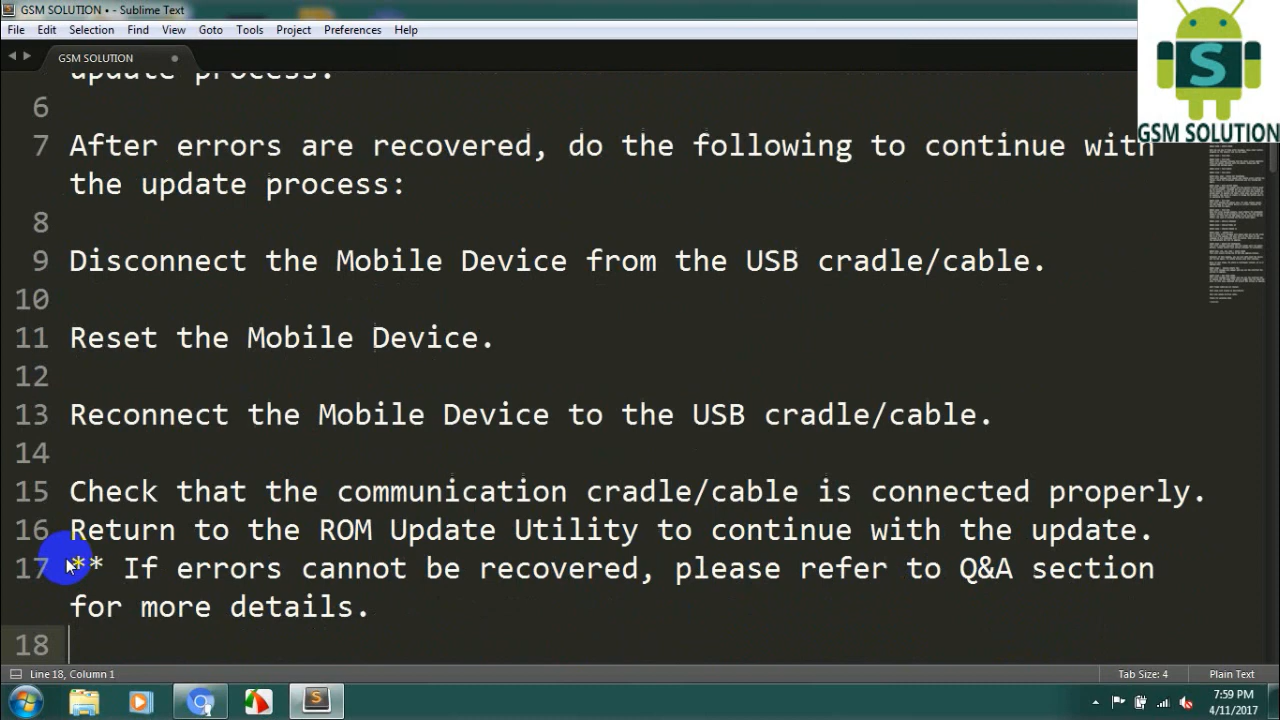 GSM SOLUTION • - Sublime Text
File Edit Selection Find View Goto Tools Project Preferences Help
GSM SOLUTION
S
GSM SOLUTION
update process.
6
7 After errors are recovered, do the following to continue with
the update process:
8
9 Disconnect the Mobile Device from the USB cradle/cable.
10
11 Reset the Mobile Device.
12
13 Reconnect the Mobile Device to the USB cradle/cable.
14
15 Check that the communication cradle/cable is connected properly.
16 Return to the ROM Update Utility to continue with the update.
17 ** If errors cannot be recovered, please refer to Q&A section
for more details.
18
Line 18, Column 1 Tab Size: 4 Plain Text
7:59 PM
4/11/2017